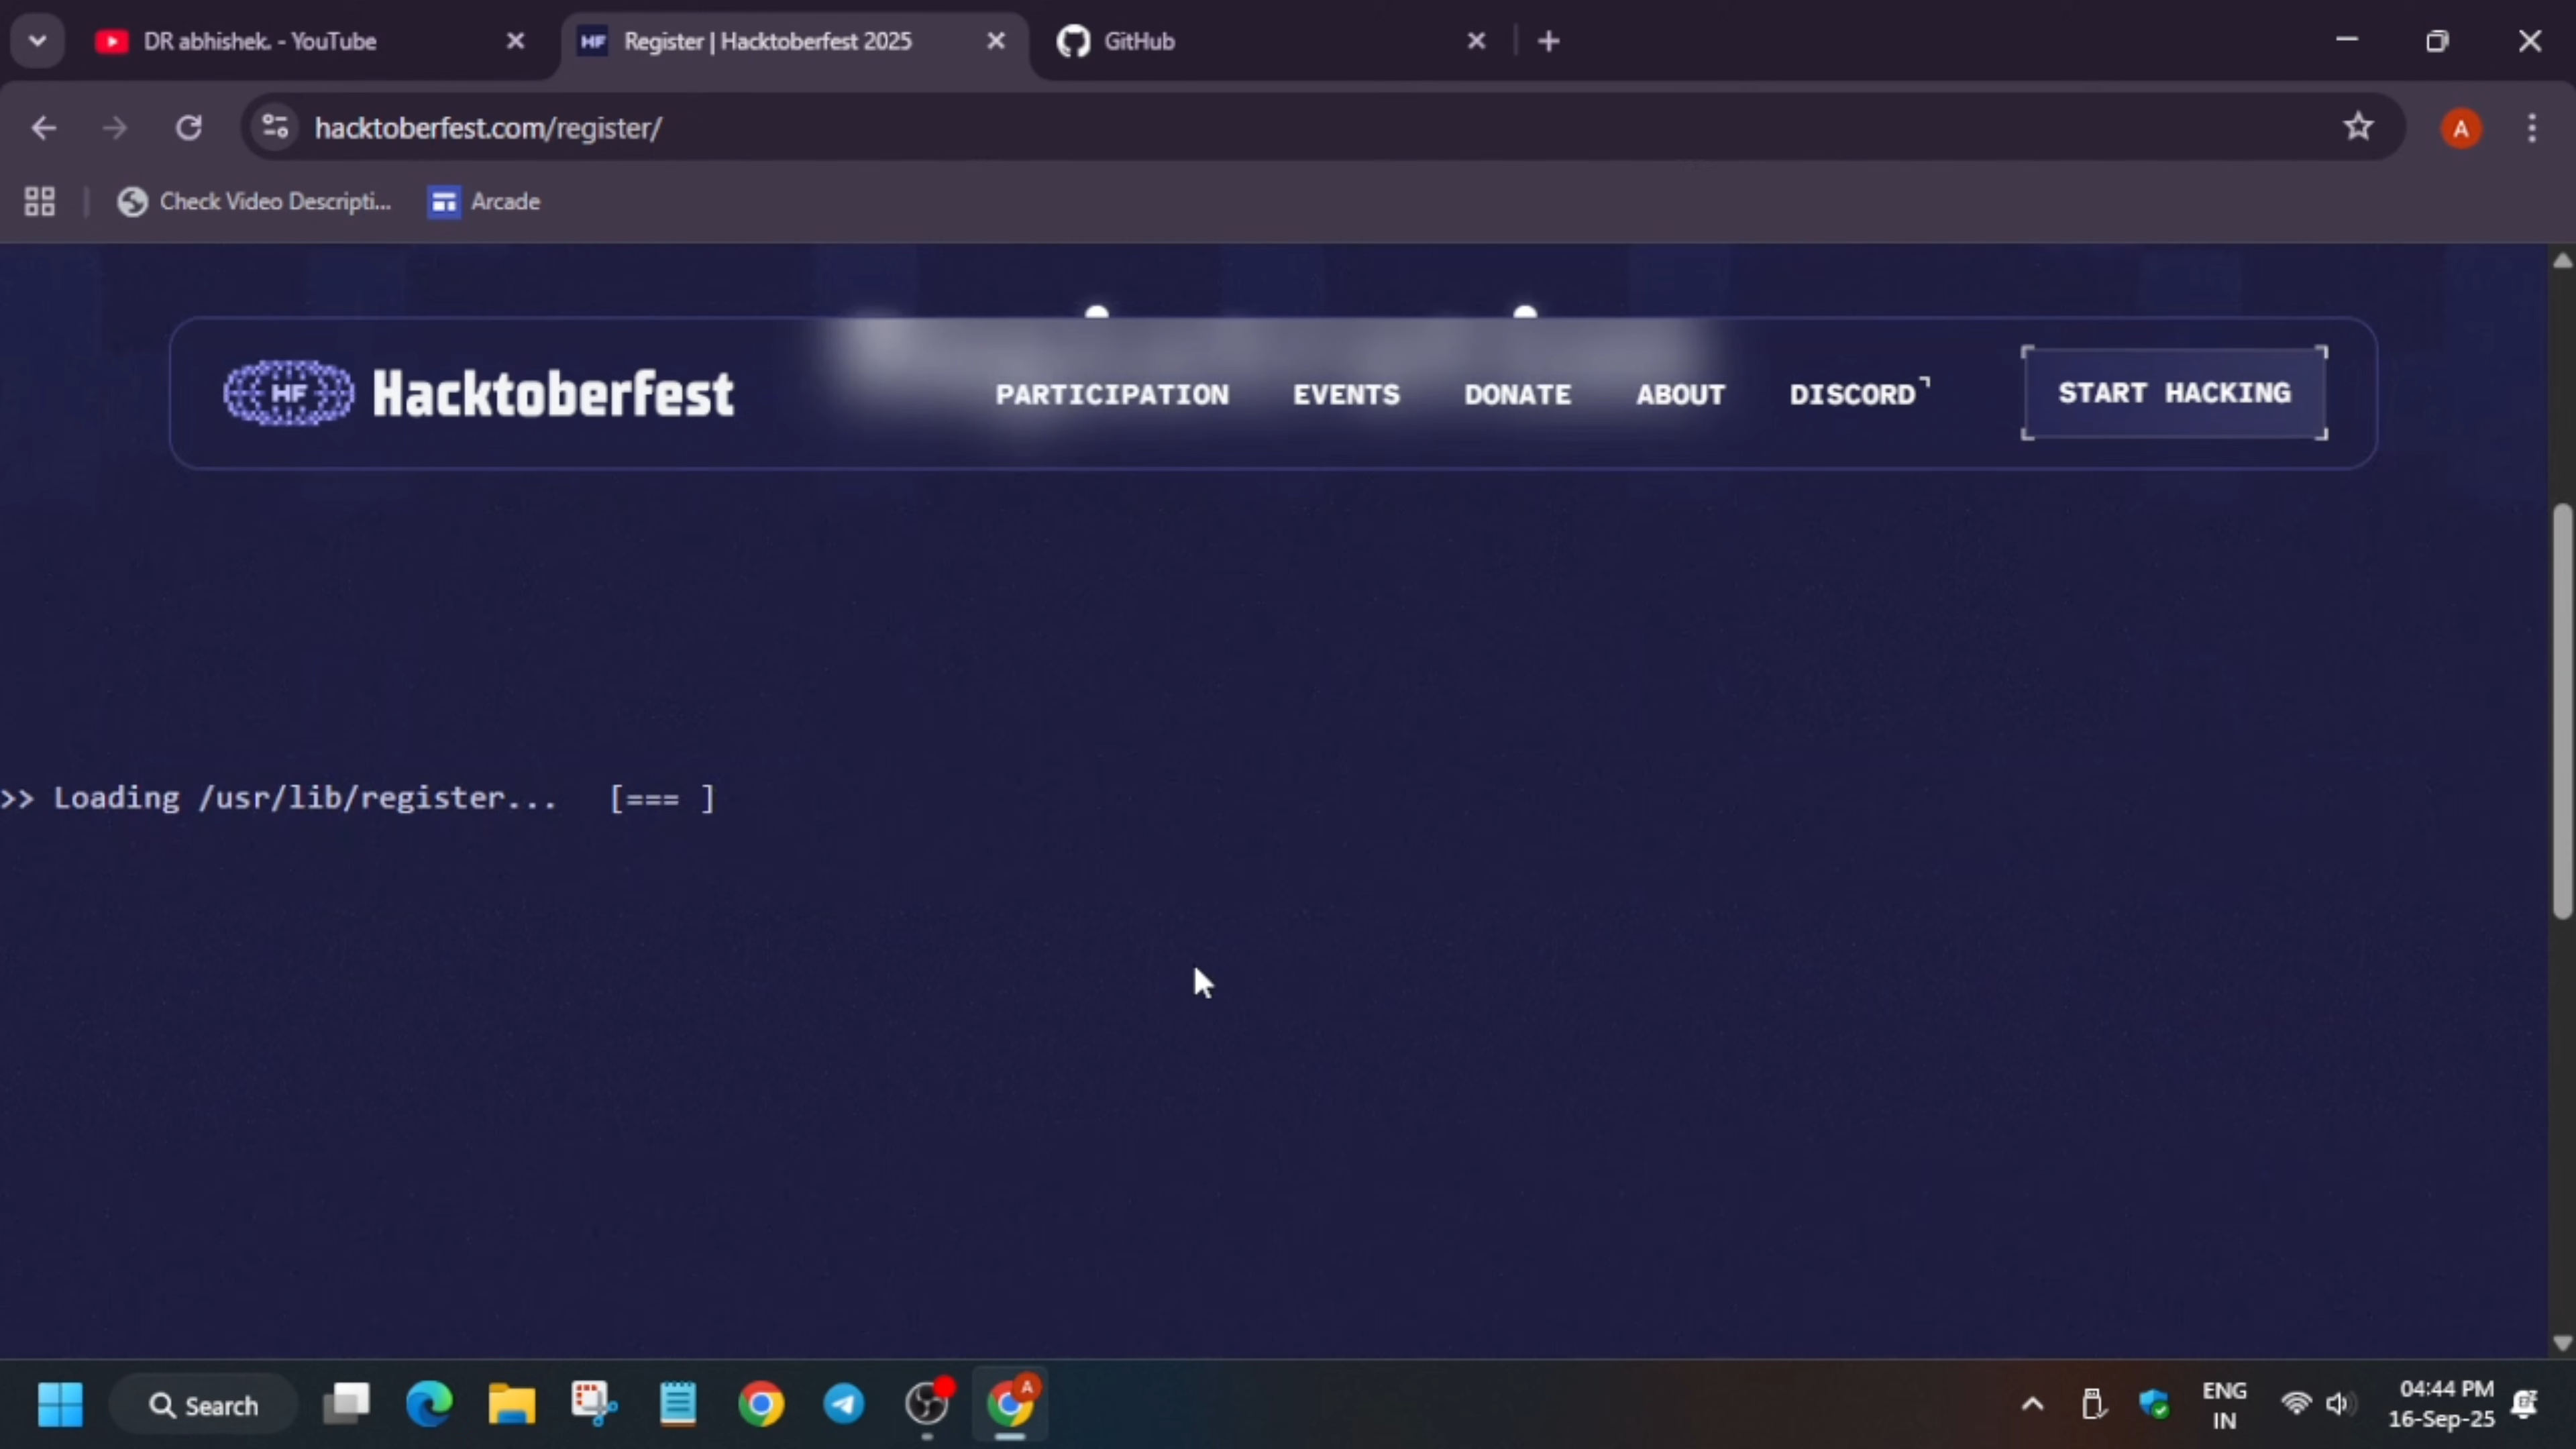 DR abhishek. - YouTube
Register | Hacktoberfest 2025
GitHub
hacktoberfest.com/register/
A
Check Video Descripti...
Arcade
HF Hacktoberfest
PARTICIPATION
EVENTS
DONATE
ABOUT
DISCORD
START HACKING
>> Loading /usr/lib/register... [=== ]
Search
A
ENG
IN
04:44 PM
16-Sep-25